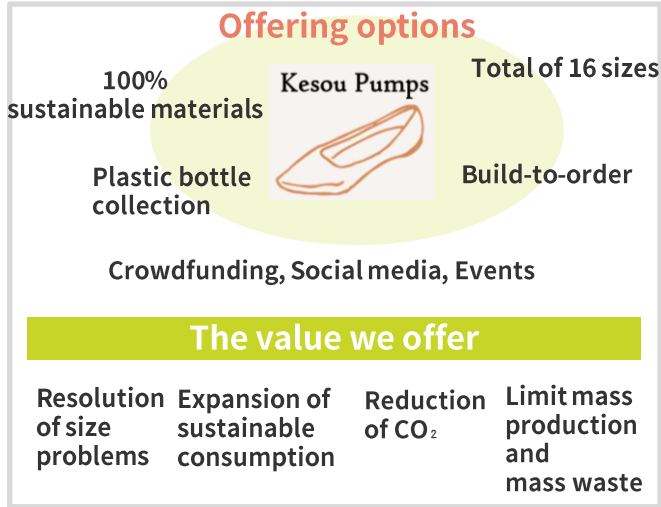 Offering options
100%
sustainable materials
Kesou Pumps
Total of 16 sizes
Plastic bottle
collection
Build-to-order
Crowdfunding, Social media, Events
The value we offer
Resolution
of size
problems
Expansion of
sustainable
consumption
Reduction
of CO₂
Limit mass
production
and
mass waste